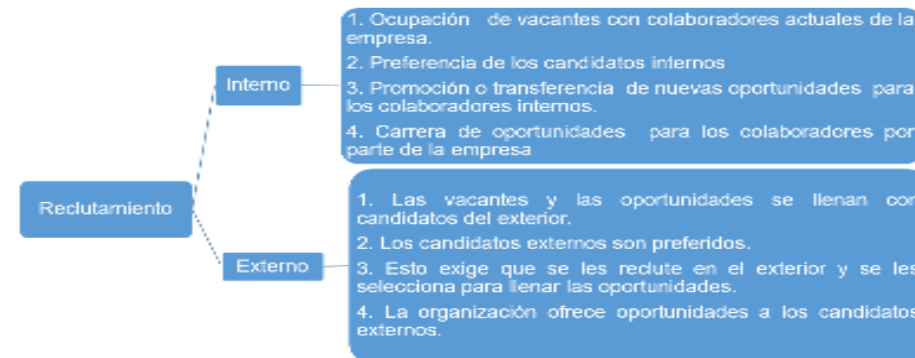 Reclutamiento
Interno
1. Ocupación de vacantes con colaboradores actuales de la
empresa.
2. Preferencia de los candidatos internos
3. Promoción o transferencia de nuevas oportunidades para
los colaboradores internos.
4. Carrera de oportunidades para los colaboradores por
parte de la empresa
Externo
1. Las vacantes y las oportunidades se llenan con
candidatos del exterior.
2. Los candidatos externos son preferidos.
3. Esto exige que se les reclute en el exterior y se les
selecciona para llenar las oportunidades.
4. La organización ofrece oportunidades a los candidatos
externos.